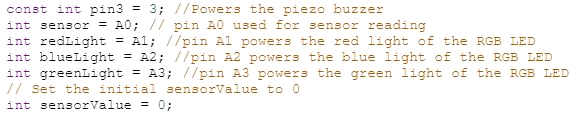 const int pin3 = 3; //Powers the piezo buzzer
int sensor = A0; // pin A0 used for sensor reading
int redLight = A1; //pin A1 powers the red light of the RGB LED
int blueLight = A2; //pin A2 powers the blue light of the RGB LED
int greenLight = A3; //pin A3 powers the green light of the RGB LED
// Set the initial sensorValue to 0
int sensorValue = 0;